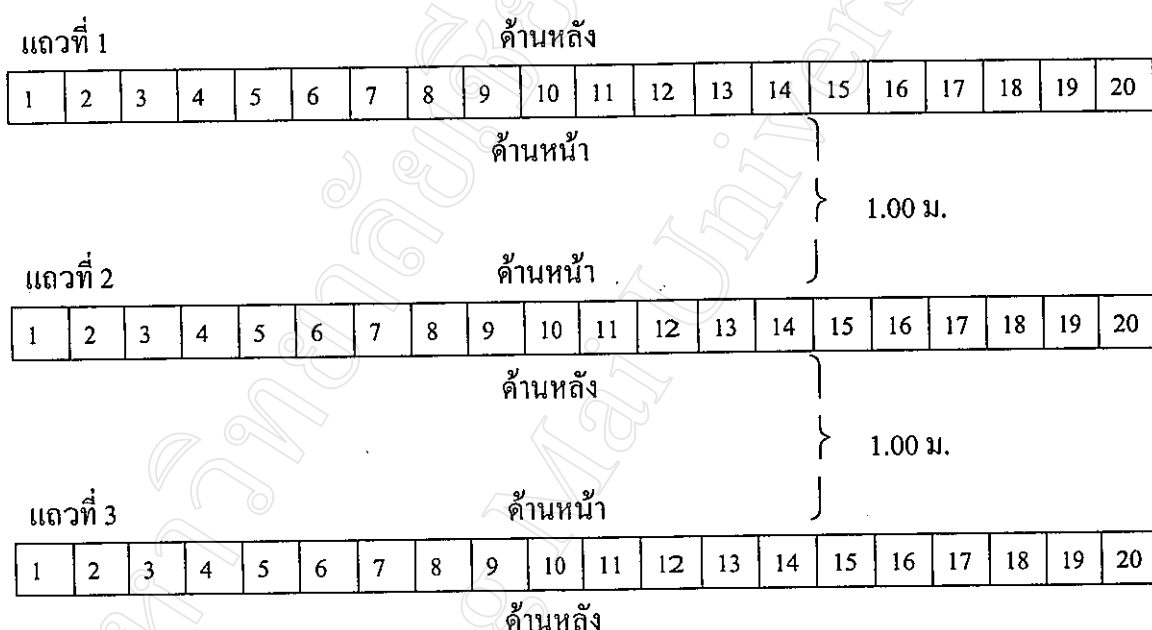 แถวที่ 1 ด้านหลัง
1 2 3 4 5 6 7 8 9 10 11 12 13 14 15 16 17 18 19 20
ด้านหน้า
1.00 ม.
แถวที่ 2 ด้านหน้า
1 2 3 4 5 6 7 8 9 10 11 12 13 14 15 16 17 18 19 20
ด้านหลัง
1.00 ม.
แถวที่ 3 ด้านหน้า
1 2 3 4 5 6 7 8 9 10 11 12 13 14 15 16 17 18 19 20
ด้านหลัง